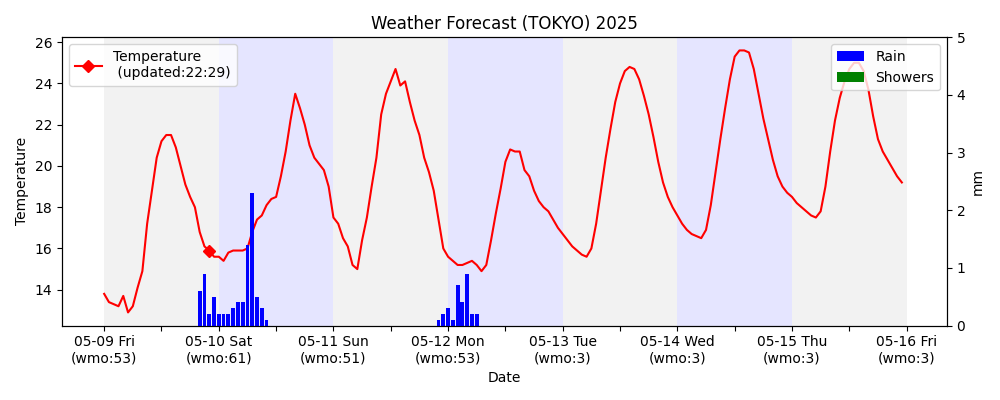 Weather Forecast (TOKYO) 2025
Temperature
(updated:22:29)
Rain
Showers
26
24
22
20
18
16
14
Temperature
5
4
3
2
1
0
mm
05-09 Fri 05-10 Sat 05-11 Sun 05-12 Mon 05-13 Tue 05-14 Wed 05-15 Thu 05-16 Fri
(wmo:53) (wmo:61) (wmo:51) (wmo:53) (wmo:3) (wmo:3) (wmo:3) (wmo:3)
Date